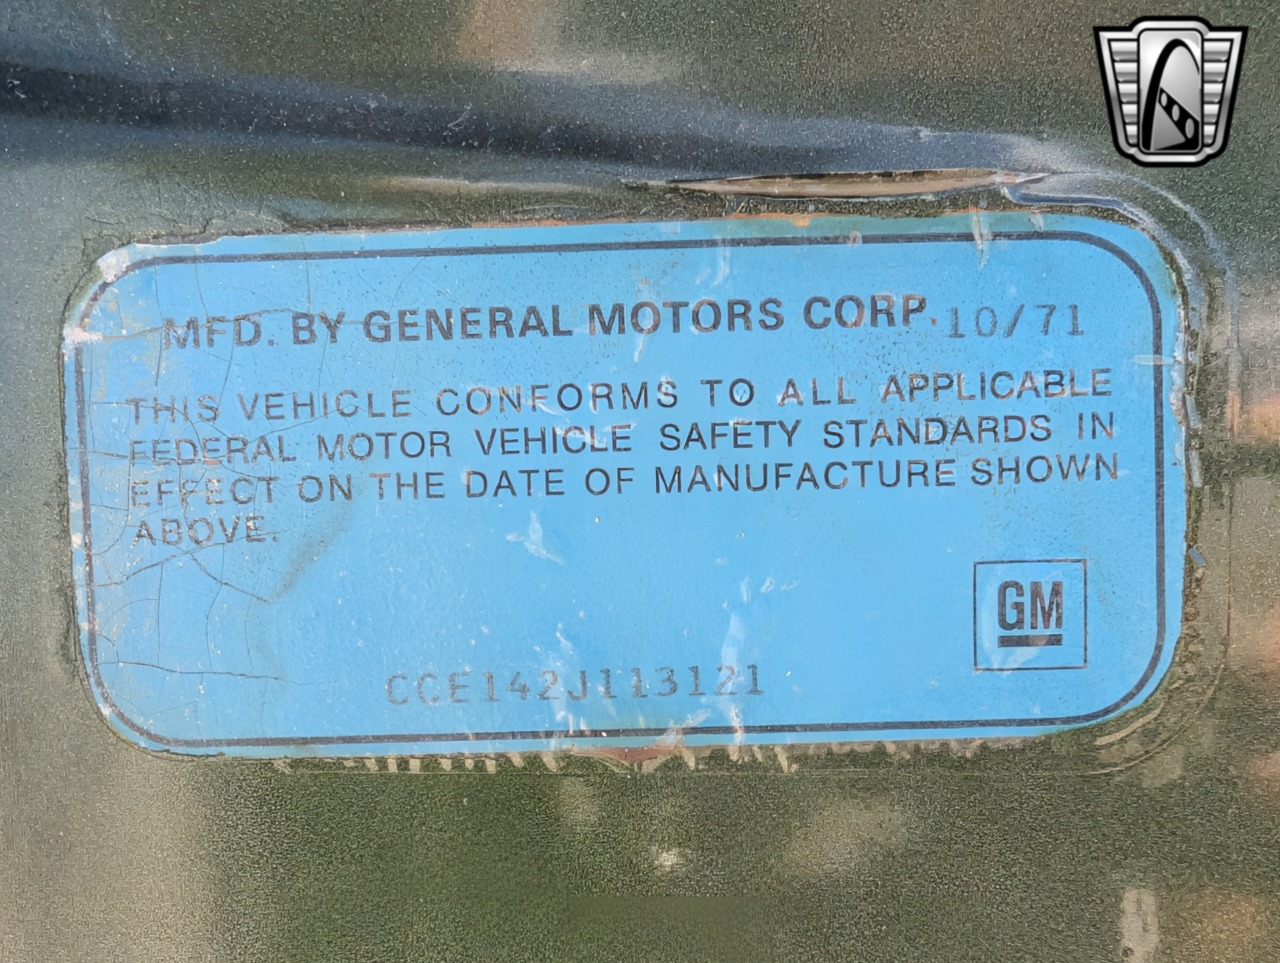 MFD. BY GENERAL MOTORS CORP. 10/71
THIS VEHICLE CONFORMS TO ALL APPLICABLE
FEDERAL MOTOR VEHICLE SAFETY STANDARDS IN
EFFECT ON THE DATE OF MANUFACTURE SHOWN
ABOVE.
GM
CCE142J113121